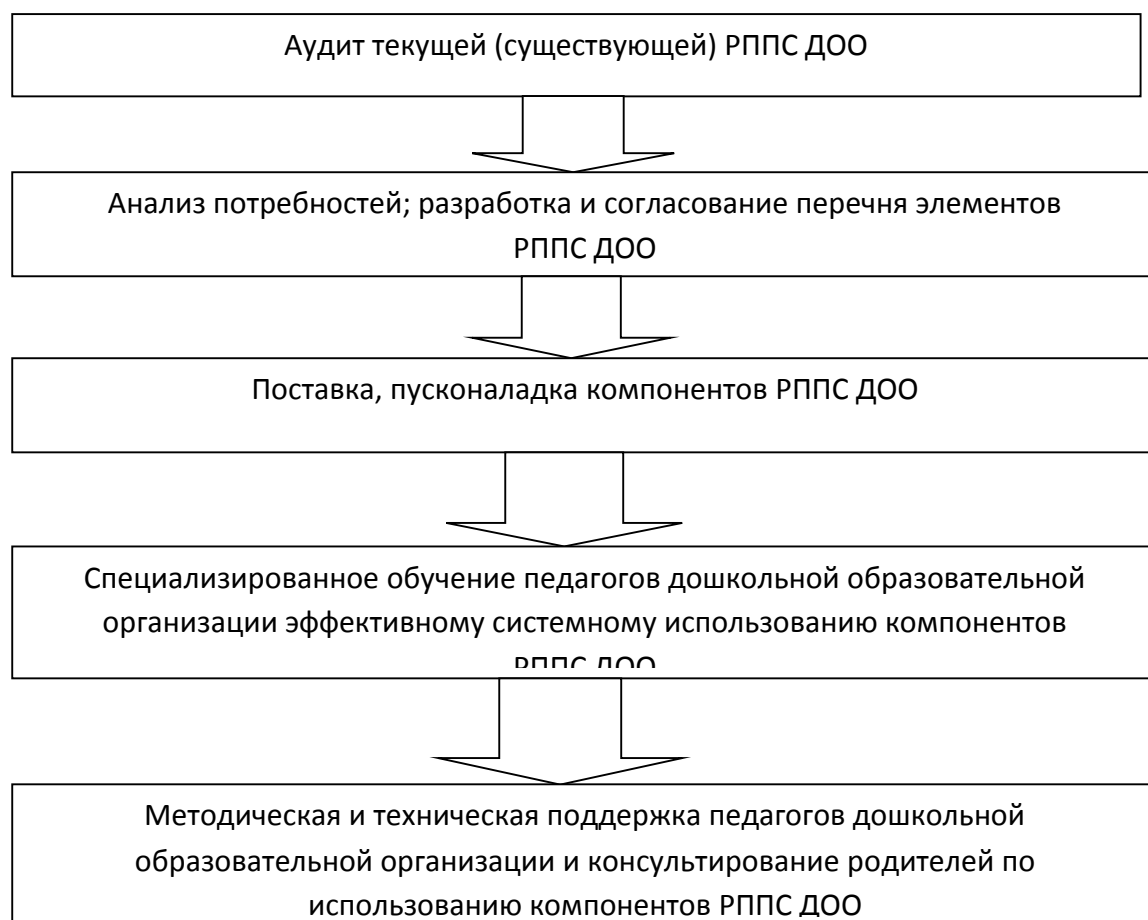 Аудит текущей (существующей) РППС ДОО
Анализ потребностей; разработка и согласование перечня элементов
РППС ДОО
Поставка, пусконаладка компонентов РППС ДОО
Специализированное обучение педагогов дошкольной образовательной
организации эффективному системному использованию компонентов
РППС ДОО
Методическая и техническая поддержка педагогов дошкольной
образовательной организации и консультирование родителей по
использованию компонентов РППС ДОО